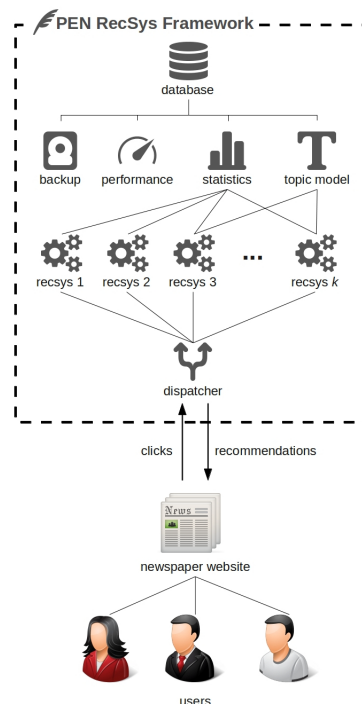 PEN RecSys Framework
database
backup performance statistics topic model
recsys 1 recsys 2 recsys 3 ... recsys k
dispatcher
clicks recommendations
News
newspaper website
users